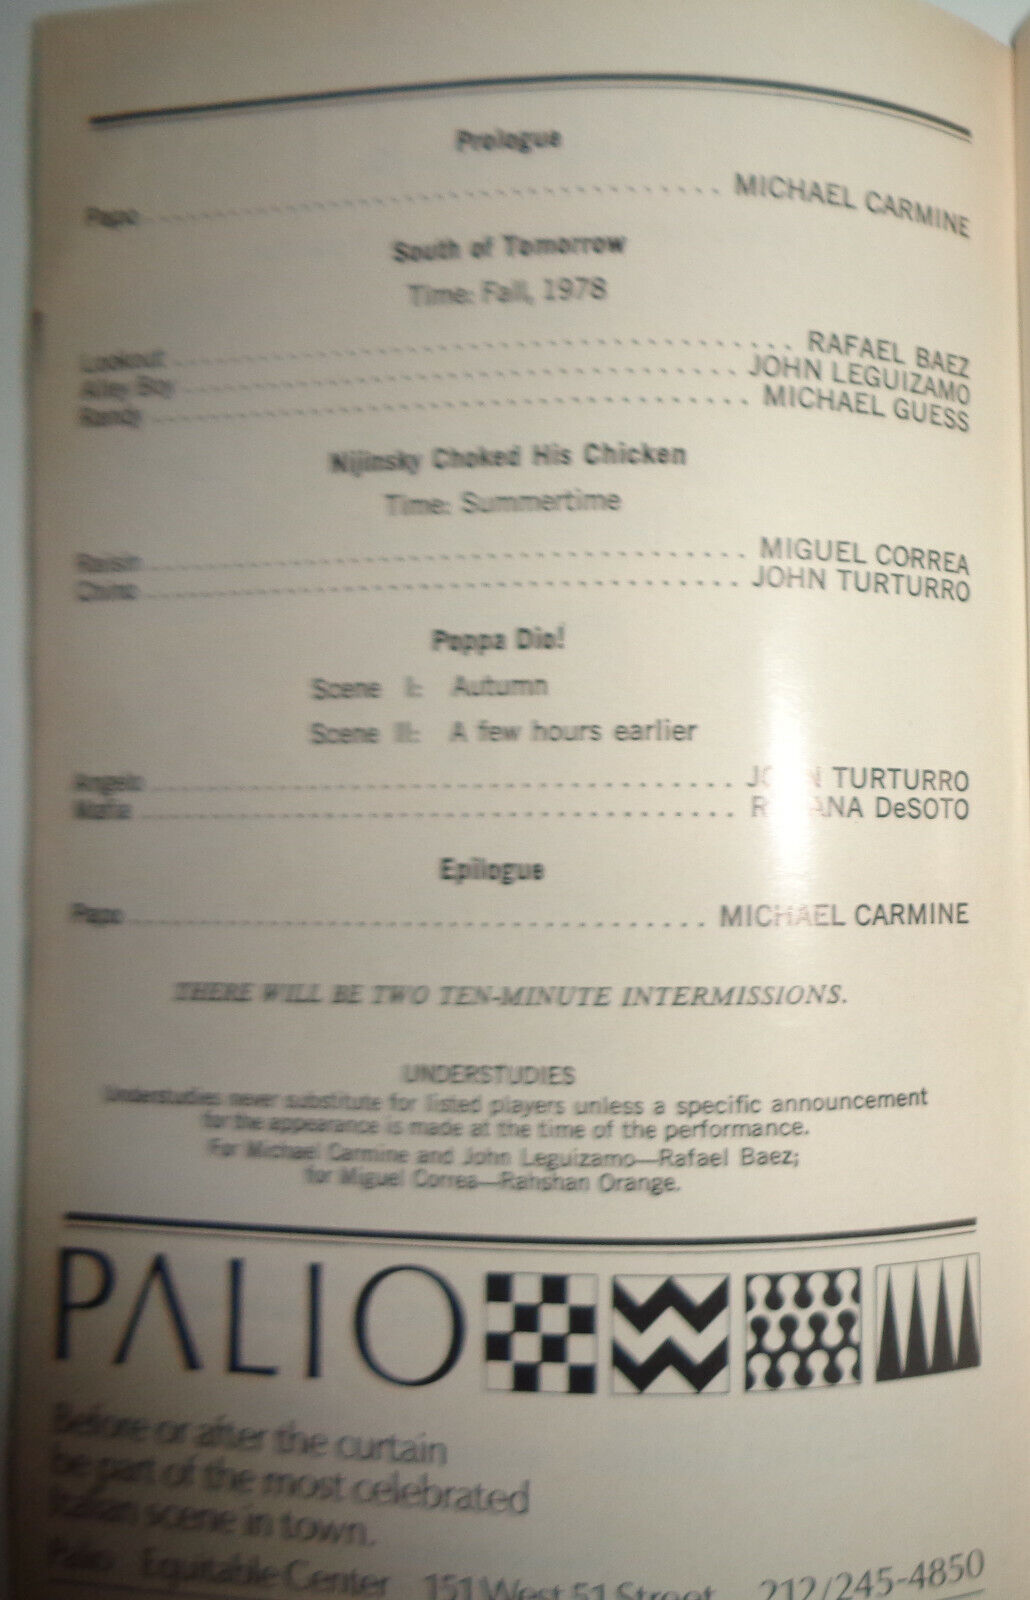 Prologue
Papo MICHAEL CARMINE
South of Tomorrow
Time: Fall, 1978
Lookout RAFAEL BAEZ
Alley Boy JOHN LEGUIZAMO
Randy MICHAEL GUESS
Nijinsky Choked His Chicken
Time: Summertime
Raisin MIGUEL CORREA
Chino JOHN TURTURRO
Poppa Dio!
Scene I: Autumn
Scene II: A few hours earlier
Angelo JOHN TURTURRO
DeSOTO
Epilogue
Papo MICHAEL CARMINE
THERE WILL BE TWO TEN-MINUTE INTERMISSIONS.
UNDERSTUDIES
Understudies never substitute for listed players unless a specific announcement
for the appearance is made at the time of the performance.
For Michael Carmine and John Leguizamo—Rafael Baez;
for Miguel Correa—Rahshan Orange.
PALIO
Before or after the curtain
be part of the most celebrated
Italian scene in town.
Palio Equitable Center 151 West 51 Street 212/245-4850